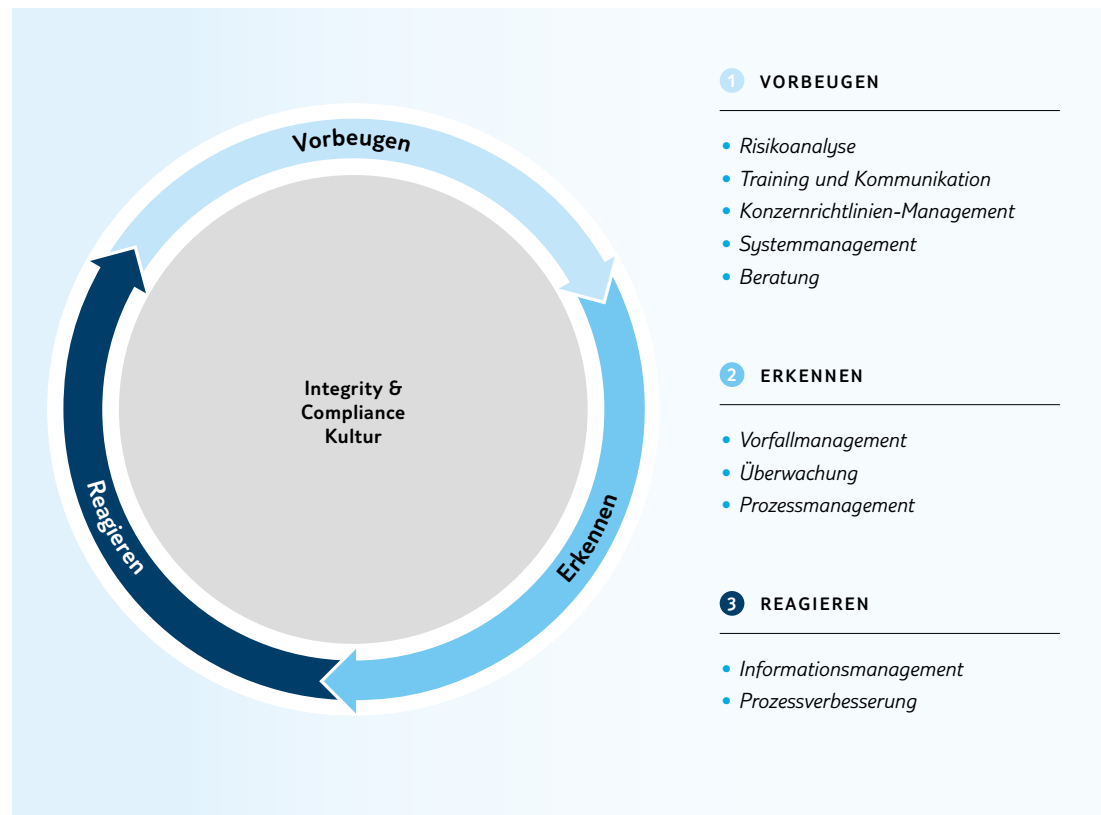 Vorbeugen
Integrity &
Compliance
Kultur
Erkennen
Reagieren
1 VORBEUGEN
• Risikoanalyse
• Training und Kommunikation
• Konzernrichtlinien-Management
• Systemmanagement
• Beratung
2 ERKENNEN
• Vorfallmanagement
• Überwachung
• Prozessmanagement
3 REAGIEREN
• Informationsmanagement
• Prozessverbesserung